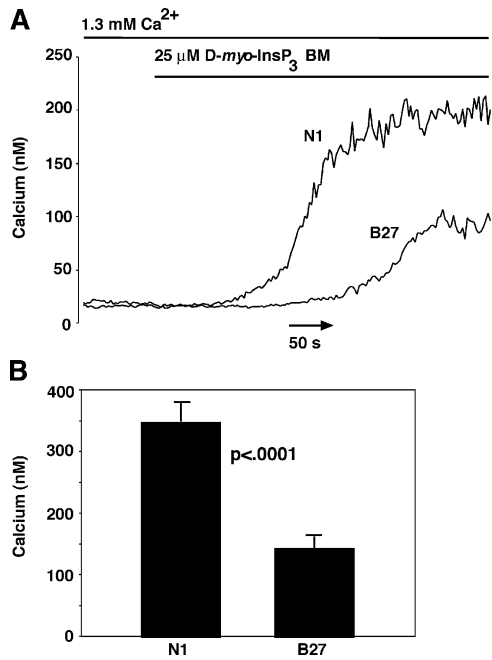 A
1.3 mM Ca2+
25 μM D-myo-InsP3 BM
250
200
150
100
50
0
Calcium (nM)
N1
B27
50 s
B
400
300
200
100
0
Calcium (nM)
p<.0001
N1
B27